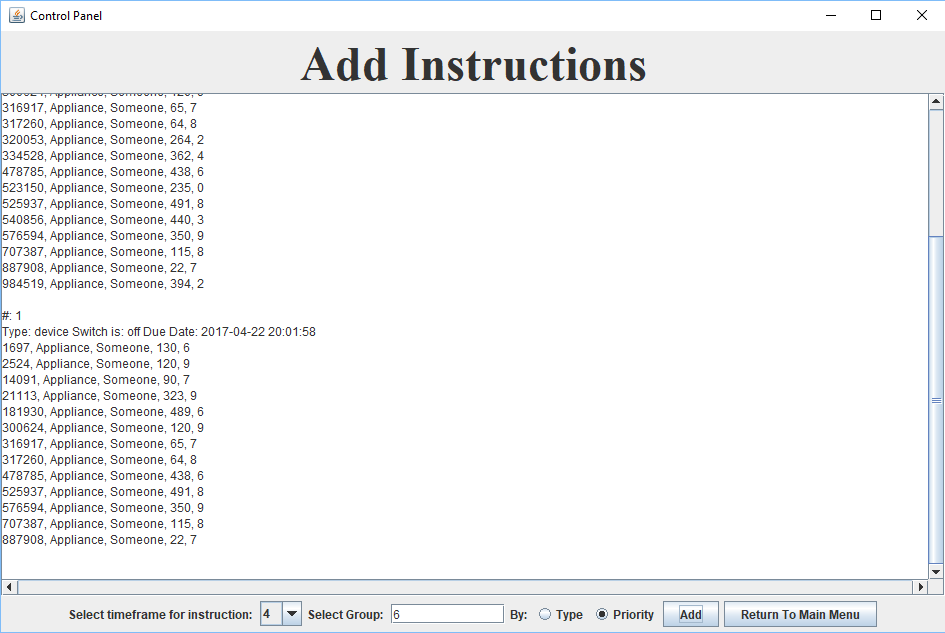 Control Panel
Add Instructions
316917, Appliance, Someone, 65, 7
317260, Appliance, Someone, 64, 8
320053, Appliance, Someone, 264, 2
334528, Appliance, Someone, 362, 4
478785, Appliance, Someone, 438, 6
523150, Appliance, Someone, 235, 0
525937, Appliance, Someone, 491, 8
540856, Appliance, Someone, 440, 3
576594, Appliance, Someone, 350, 9
707387, Appliance, Someone, 115, 8
887908, Appliance, Someone, 22, 7
984519, Appliance, Someone, 394, 2
#: 1
Type: device Switch is: off Due Date: 2017-04-22 20:01:58
1697, Appliance, Someone, 130, 6
2524, Appliance, Someone, 120, 9
14091, Appliance, Someone, 90, 7
21113, Appliance, Someone, 323, 9
181930, Appliance, Someone, 489, 6
300624, Appliance, Someone, 120, 9
316917, Appliance, Someone, 65, 7
317260, Appliance, Someone, 64, 8
478785, Appliance, Someone, 438, 6
525937, Appliance, Someone, 491, 8
576594, Appliance, Someone, 350, 9
707387, Appliance, Someone, 115, 8
887908, Appliance, Someone, 22, 7
Select timeframe for instruction: 4 Select Group: 6 By: Type Priority Add Return To Main Menu